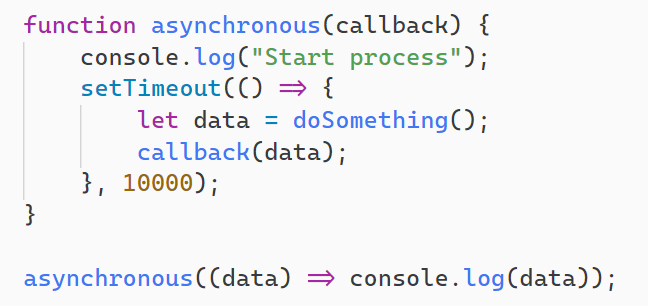 function asynchronous(callback) {
    console.log("Start process");
    setTimeout(() => {
        let data = doSomething();
        callback(data);
    }, 10000);
}

asynchronous((data) => console.log(data));